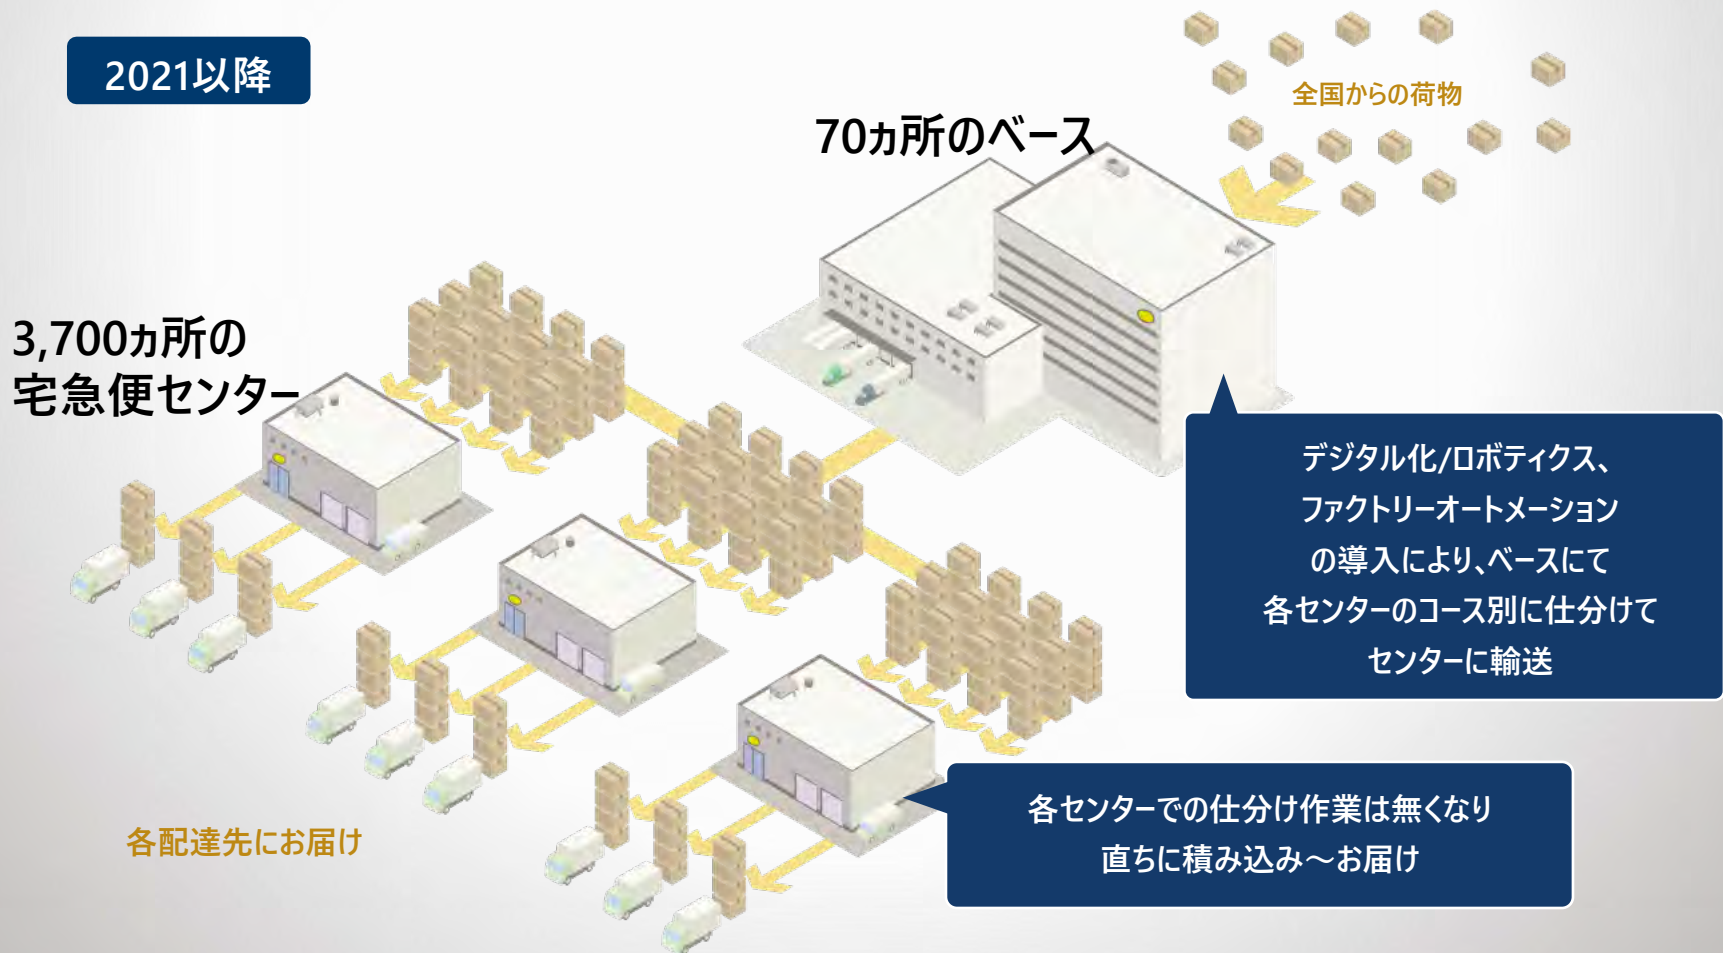 2021以降
全国からの荷物
70ヵ所のベース
3,700ヵ所の
宅急便センター
デジタル化/ロボティクス、
ファクトリーオートメーション
の導入により、ベースにて
各センターのコース別に仕分けて
センターに輸送
各センターでの仕分け作業は無くなり
直ちに積み込み～お届け
各配達先にお届け